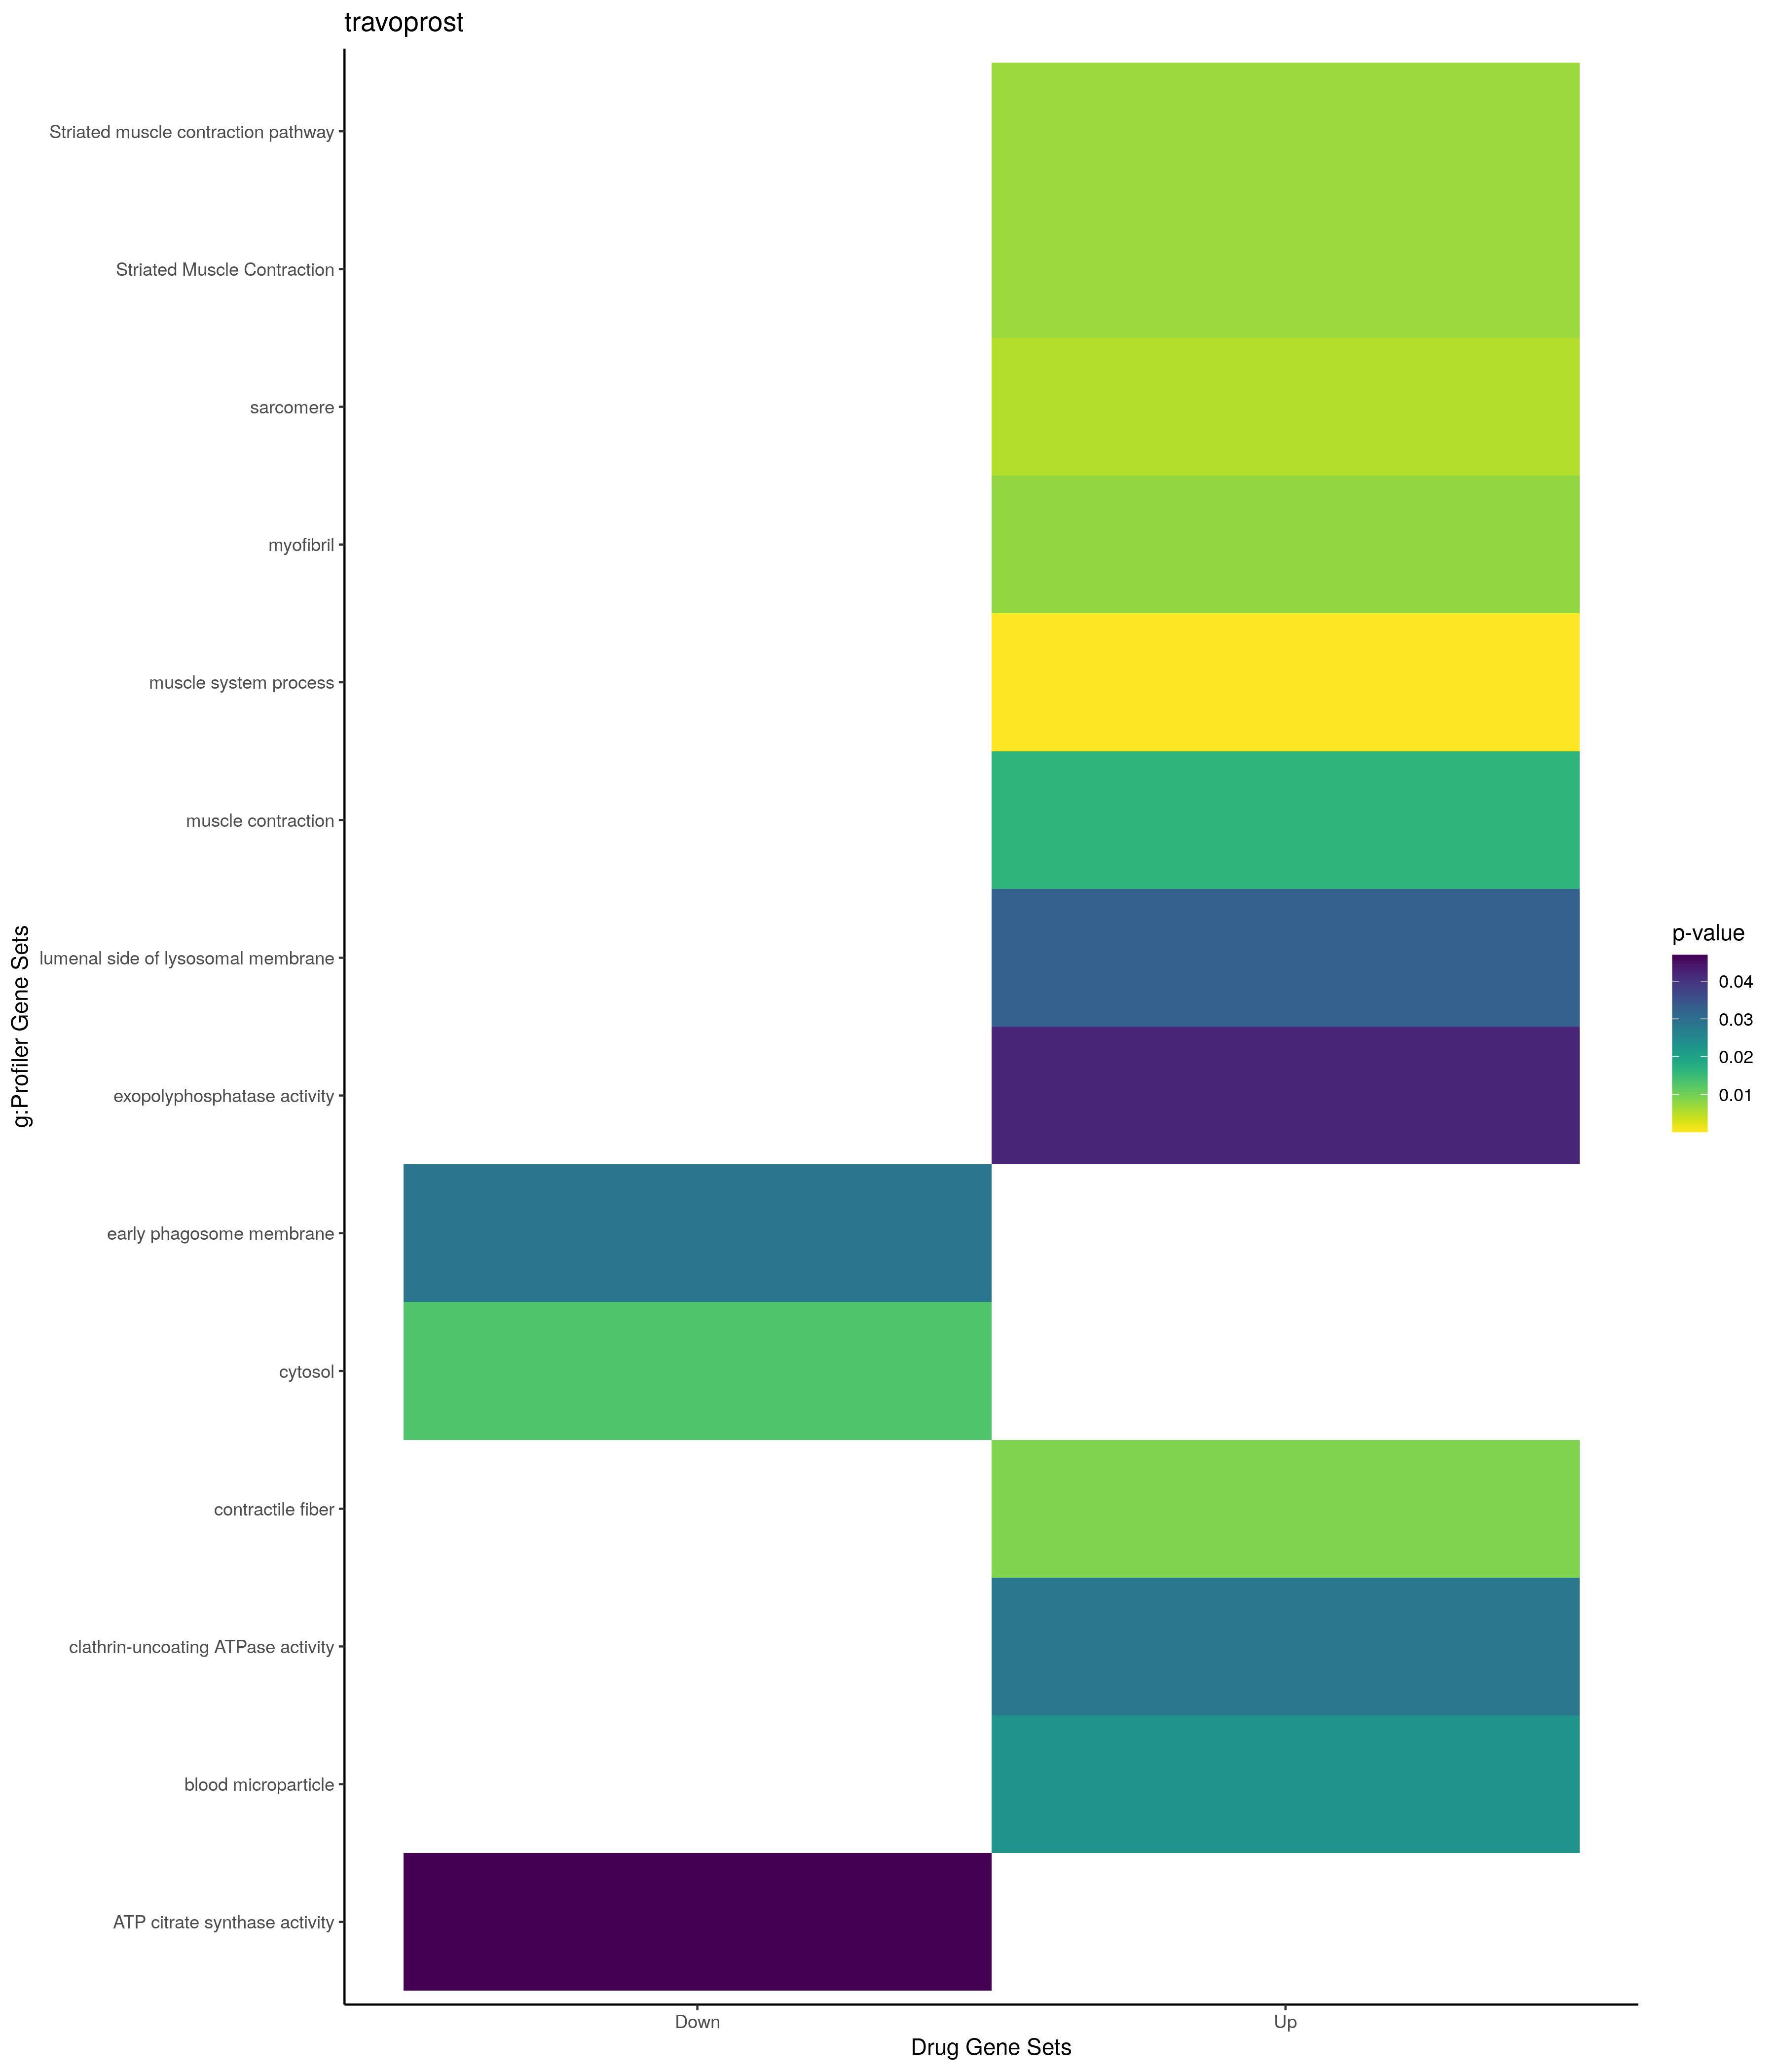 travoprost
Striated muscle contraction pathway
Striated Muscle Contraction
sarcomere
myofibril
muscle system process
muscle contraction
lumenal side of lysosomal membrane
exopolyphosphatase activity
early phagosome membrane
cytosol
contractile fiber
clathrin-uncoating ATPase activity
blood microparticle
ATP citrate synthase activity
g:Profiler Gene Sets
Down
Up
Drug Gene Sets
p-value
0.04
0.03
0.02
0.01